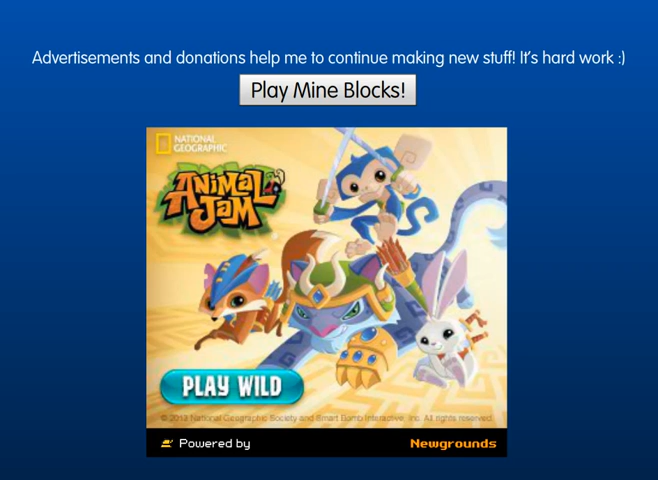 Advertisements and donations help me to continue making new stuff! It's hard work :)
Play Mine Blocks!
NATIONAL
GEOGRAPHIC
ANIMAL
JAM
PLAY WILD
© 2013 National Geographic Society and Smart Bomb Interactive, Inc. All rights reserved.
Powered by
Newgrounds